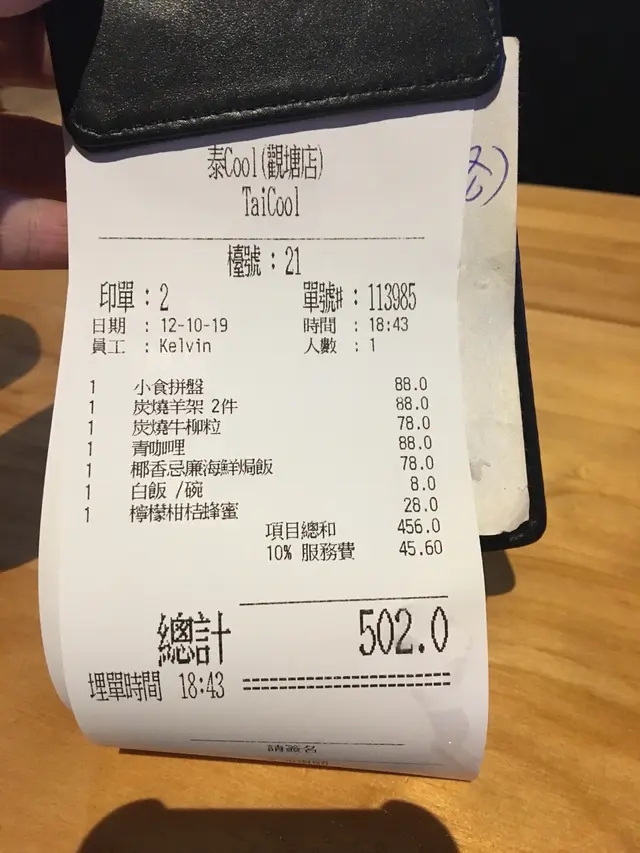 泰Cool(觀塘店)
TaiCool
檯號：21
印單：2 單號#：113985
日期 : 12-10-19 時間 : 18:43
員工 : Kelvin 人數 : 1
1 小食拼盤 88.0
1 炭燒羊架 2件 88.0
1 炭燒牛柳粒 78.0
1 青咖哩 88.0
1 椰香忌廉海鮮焗飯 78.0
1 白飯 /碗 8.0
1 檸檬柑桔蜂蜜 28.0
項目總和 456.0
10% 服務費 45.60
總計 502.0
埋單時間 18:43
請簽名